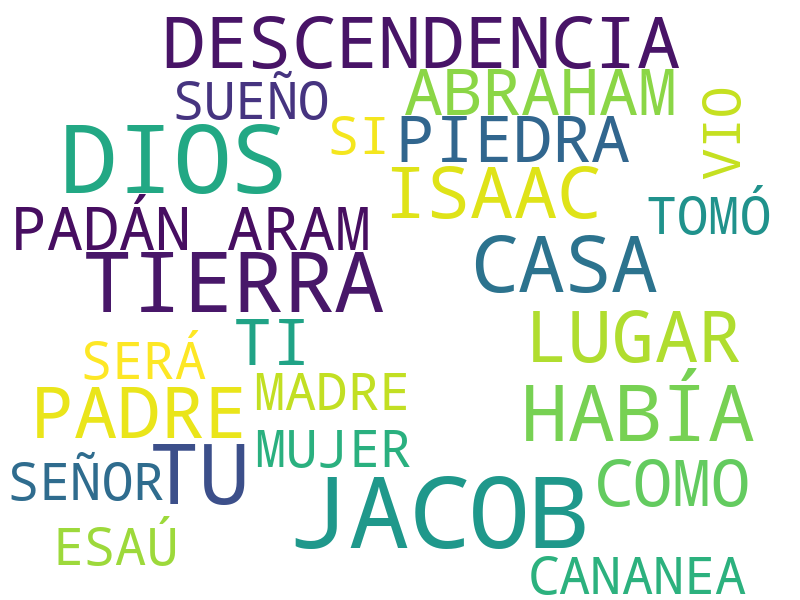 DESCENDENCIA
SUEÑO
ABRAHAM
VIO
SI
PIEDRA
DIOS
ISAAC
TOMÓ
PADÁN ARAM
CASA
TIERRA
TI
LUGAR
SERÁ
MADRE
PADRE
HABÍA
MUJER
SEÑOR
TU
COMO
JACOB
ESAÚ
CANANEA